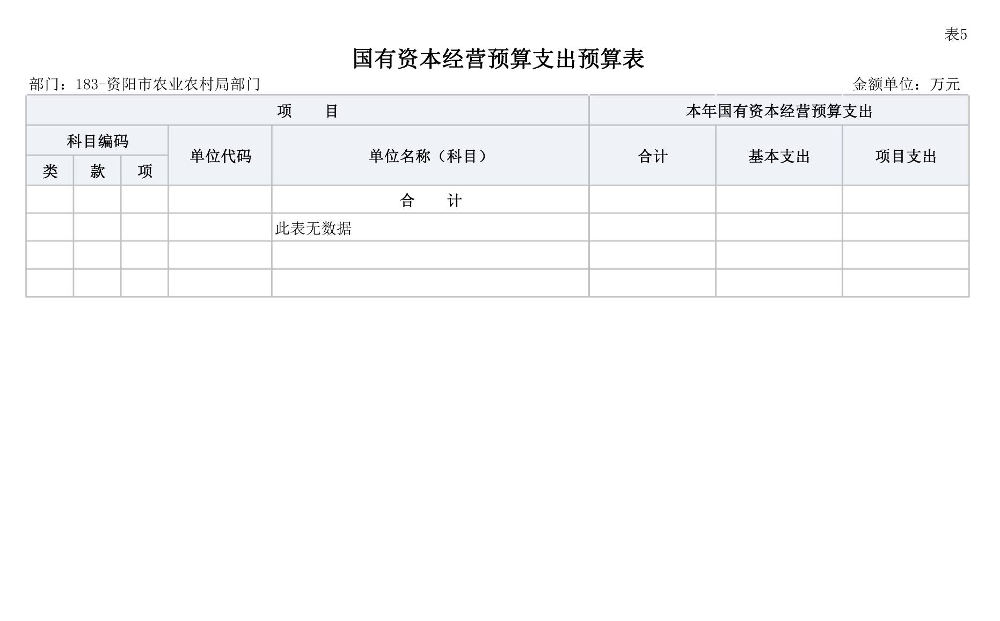 表5
国有资本经营预算支出预算表
部门：183-资阳市农业农村局部门 金额单位：万元
项 目 本年国有资本经营预算支出
科目编码 单位代码 单位名称（科目） 合计 基本支出 项目支出
类 款 项
合 计
此表无数据